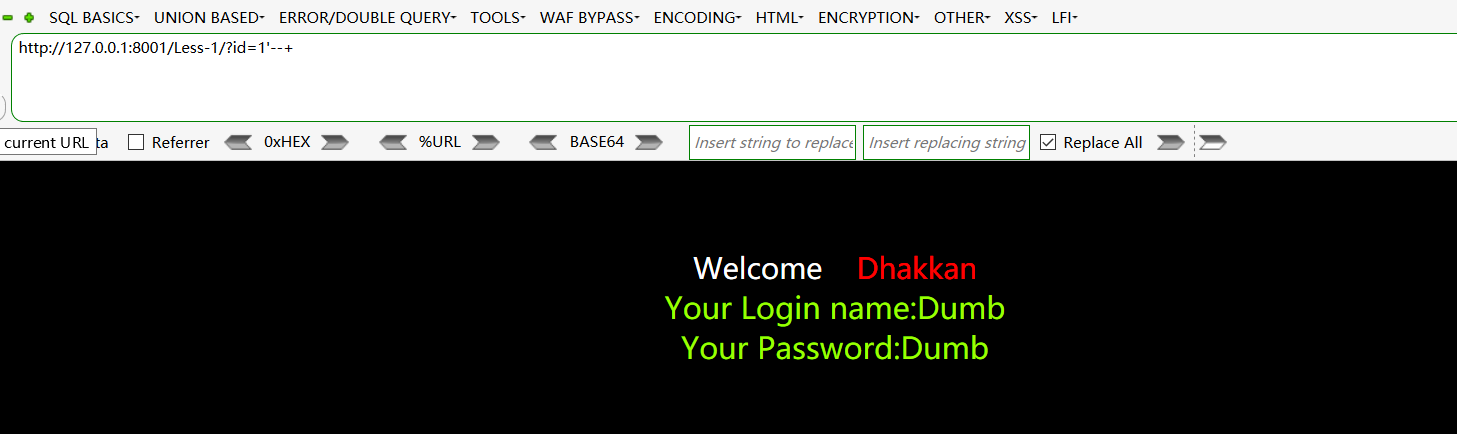 SQL BASICS UNION BASED ERROR/DOUBLE QUERY TOOLS WAF BYPASS ENCODING HTML ENCRYPTION OTHER XSS LFI
http://127.0.0.1:8001/Less-1/?id=1'--+
current URL ta Referrer 0xHEX %URL BASE64 Insert string to replace Insert replacing string Replace All
Welcome Dhakkan
Your Login name:Dumb
Your Password:Dumb